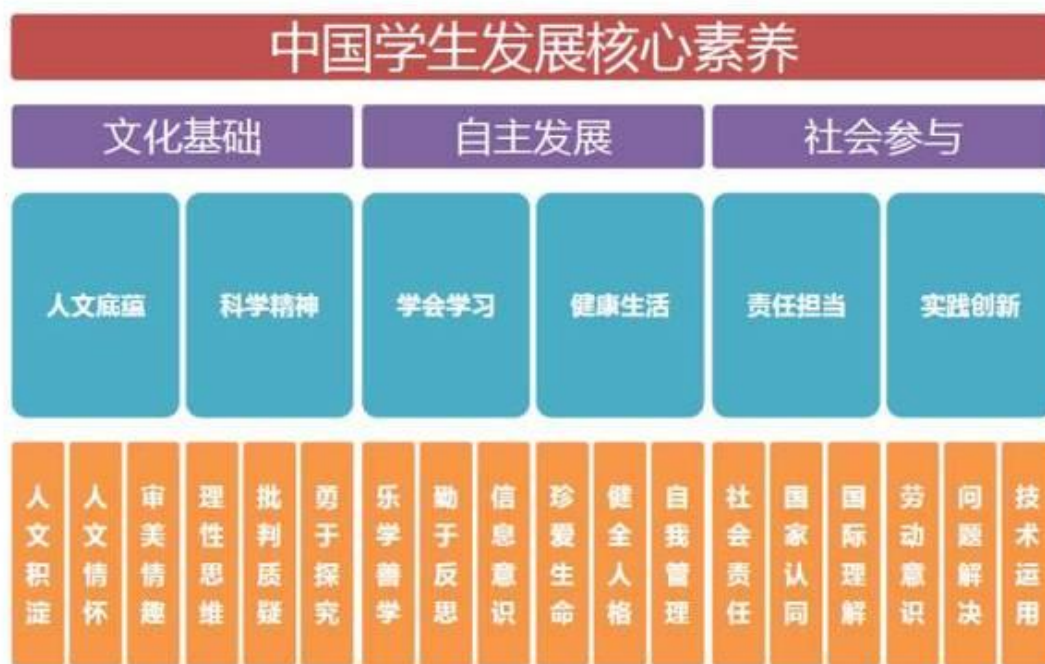 中国学生发展核心素养
文化基础
自主发展
社会参与
人文底蕴
科学精神
学会学习
健康生活
责任担当
实践创新
人文积淀
人文情怀
审美情趣
理性思维
批判质疑
勇于探究
乐学善学
勤于反思
信息意识
珍爱生命
健全人格
自我管理
社会责任
国家认同
国际理解
劳动意识
问题解决
技术运用